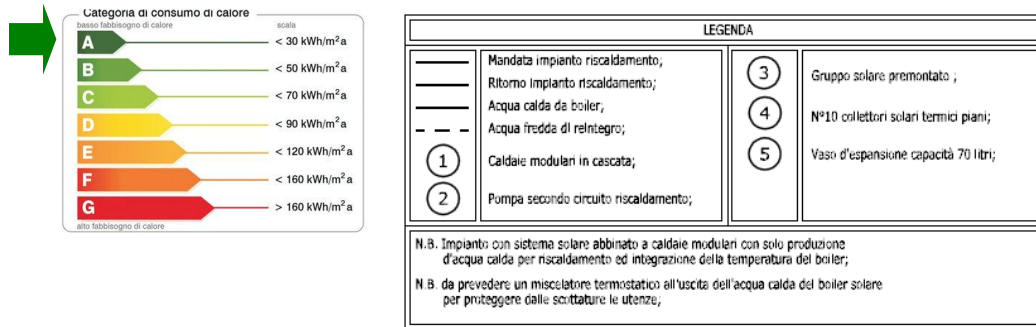 Categoria di consumo di calore
basso fabbisogno di calore
scala
A < 30 kWh/m²a
B < 50 kWh/m²a
C < 70 kWh/m²a
D < 90 kWh/m²a
E < 120 kWh/m²a
F < 160 kWh/m²a
G > 160 kWh/m²a
alto fabbisogno di calore
LEGENDA
Mandata impianto riscaldamento;
Ritorno impianto riscaldamento;
Acqua calda da boiler;
Acqua fredda di reintegro;
1 Caldaie modulari in cascata;
2 Pompa secondo circuito riscaldamento;
3 Gruppo solare premontato ;
4 N°10 collettori solari termici piani;
5 Vaso d'espansione capacità 70 litri;
N.B. Impianto con sistema solare abbinato a caldaie modulari con solo produzione
d'acqua calda per riscaldamento ed integrazione della temperatura del boiler;
N.B. da prevedere un miscelatore termostatico all'uscita dell'acqua calda del boiler solare
per proteggere dalle scottature le utenze;